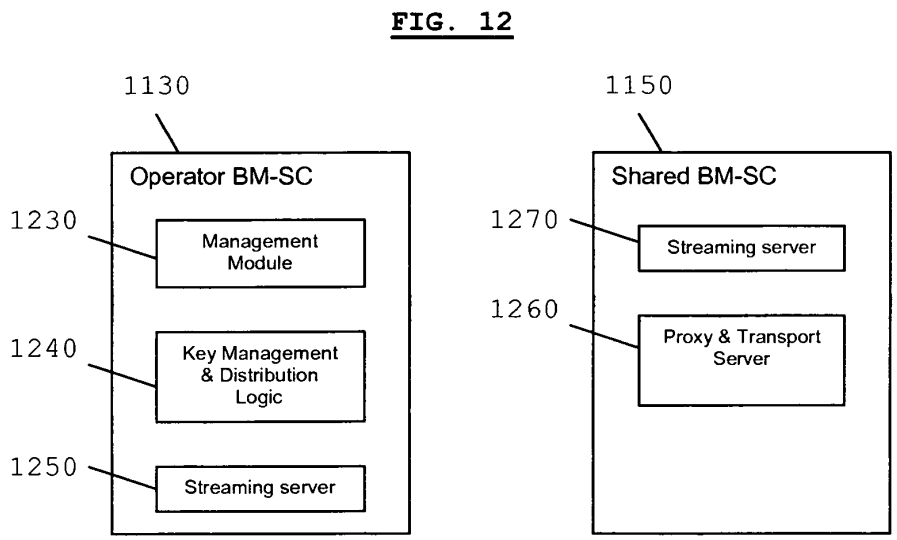 FIG. 12
1130
1150
Operator BM-SC
1230
Management
Module
1240
Key Management
& Distribution
Logic
1250
Streaming server
Shared BM-SC
1270
Streaming server
1260
Proxy & Transport
Server